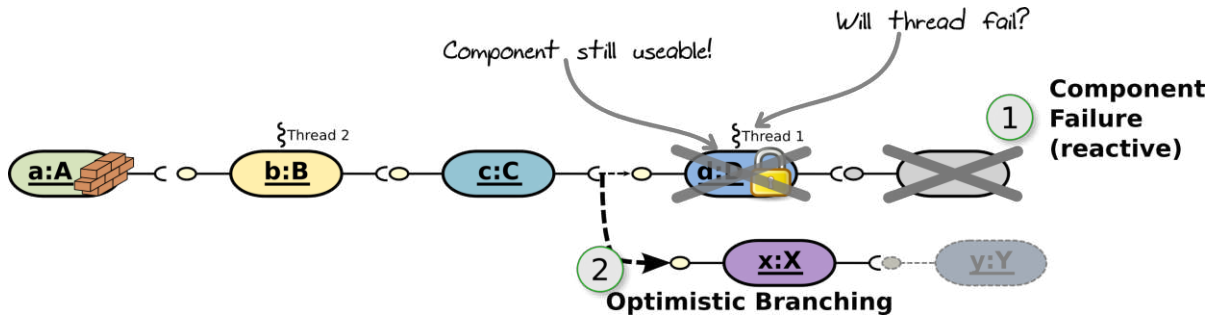 Will thread fail?
Component still useable!
1
Component
Failure
(reactive)
Thread 2
Thread 1
a:A
b:B
c:C
d:D
2
x:X
y:Y
Optimistic Branching